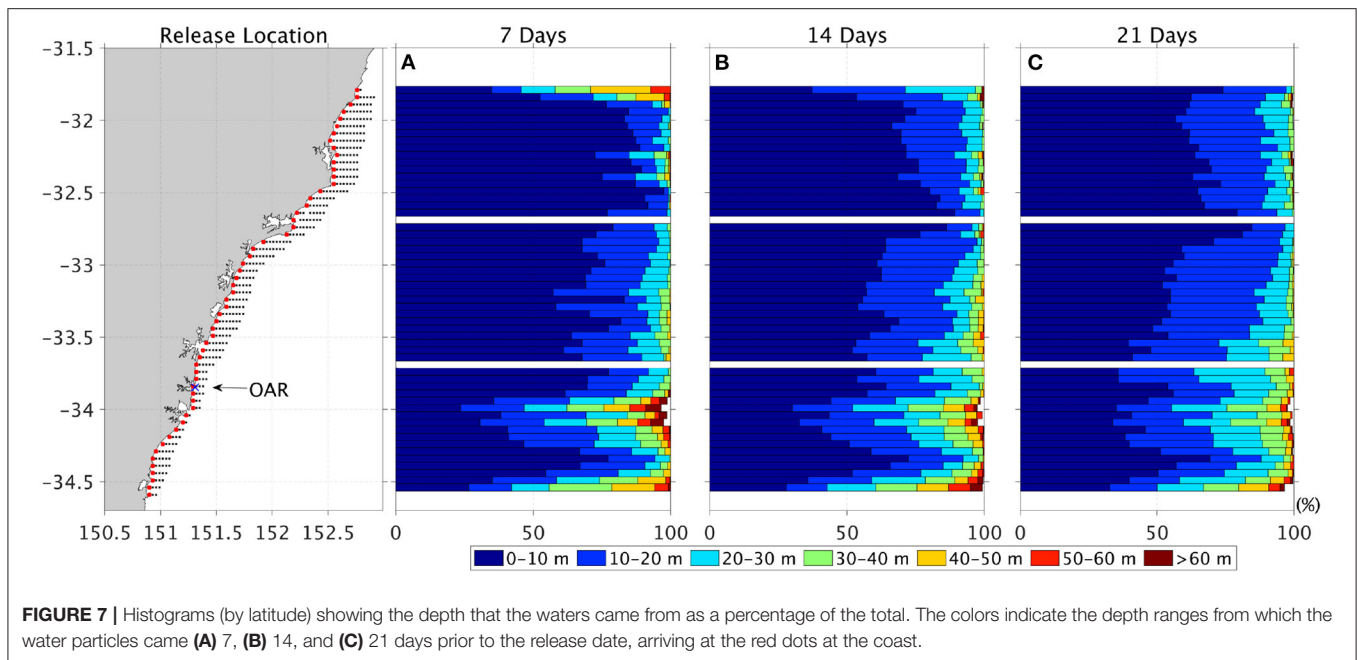 Release Location
7 Days
14 Days
21 Days
A
B
C
-31.5
-32
-32.5
-33
-33.5
-34
-34.5
OAR
150.5 151 151.5 152 152.5
0 50 100
0 50 100
0 50 100
(%)
0-10 m 10-20 m 20-30 m 30-40 m 40-50 m 50-60 m >60 m
FIGURE 7 | Histograms (by latitude) showing the depth that the waters came from as a percentage of the total. The colors indicate the depth ranges from which the
water particles came (A) 7, (B) 14, and (C) 21 days prior to the release date, arriving at the red dots at the coast.